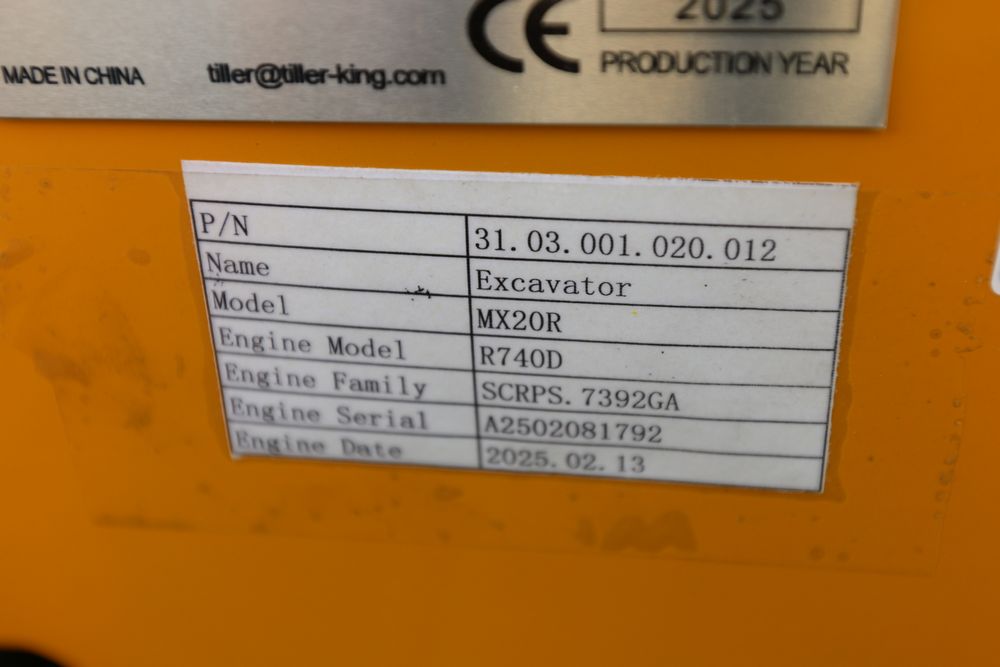 2025
MADE IN CHINA tiller@tiller-king.com CE PRODUCTION YEAR
P/N 31.03.001.020.012
Name Excavator
Model MX20R
Engine Model R740D
Engine Family SCRPS.7392GA
Engine Serial A2502081792
Engine Date 2025.02.13